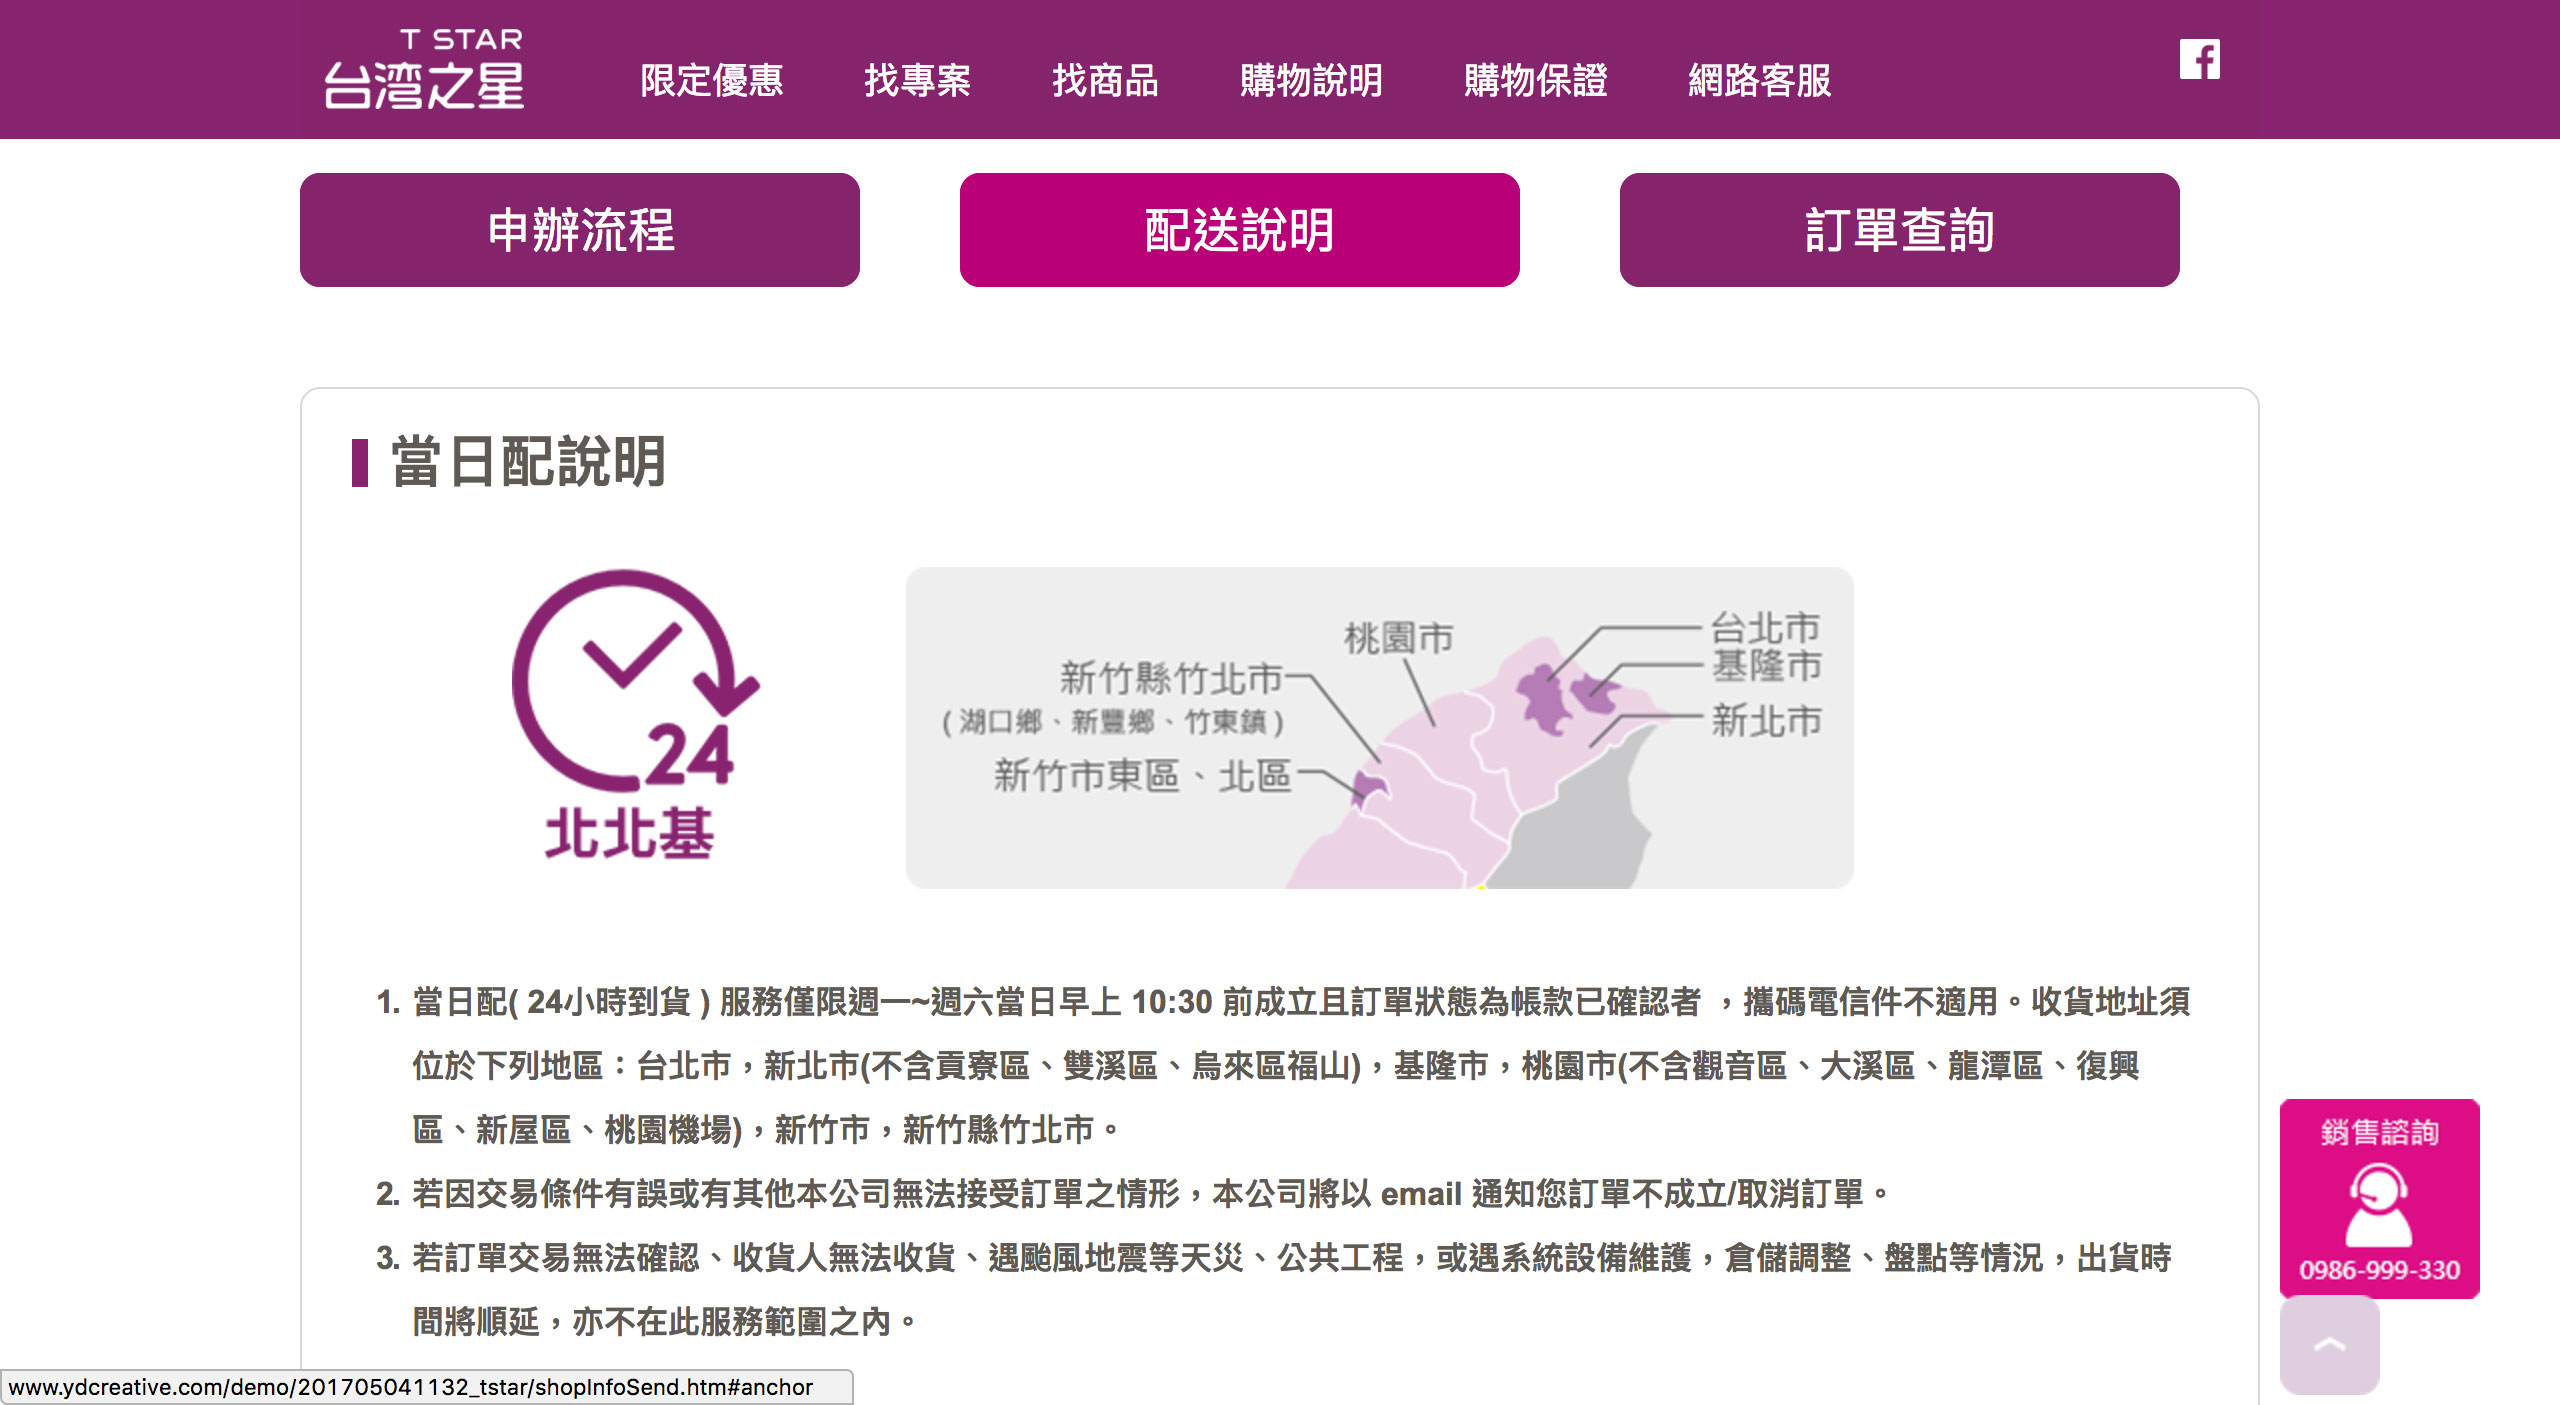 T STAR
台灣之星
限定優惠
找專案
找商品
購物說明
購物保證
網路客服
申辦流程
配送說明
訂單查詢
當日配說明
24
北北基
桃園市
台北市
基隆市
新北市
新竹縣竹北市
( 湖口鄉、新豐鄉、竹東鎮 )
新竹市東區、北區
1. 當日配( 24小時到貨 ) 服務僅限週一~週六當日早上 10:30 前成立且訂單狀態為帳款已確認者 ，攜碼電信件不適用。收貨地址須
位於下列地區：台北市，新北市(不含貢寮區、雙溪區、烏來區福山)，基隆市，桃園市(不含觀音區、大溪區、龍潭區、復興
區、新屋區、桃園機場)，新竹市，新竹縣竹北市。
2. 若因交易條件有誤或有其他本公司無法接受訂單之情形，本公司將以 email 通知您訂單不成立/取消訂單。
3. 若訂單交易無法確認、收貨人無法收貨、遇颱風地震等天災、公共工程，或遇系統設備維護，倉儲調整、盤點等情況，出貨時
間將順延，亦不在此服務範圍之內。
銷售諮詢
0986-999-330
www.ydcreative.com/demo/201705041132_tstar/shopInfoSend.htm#anchor